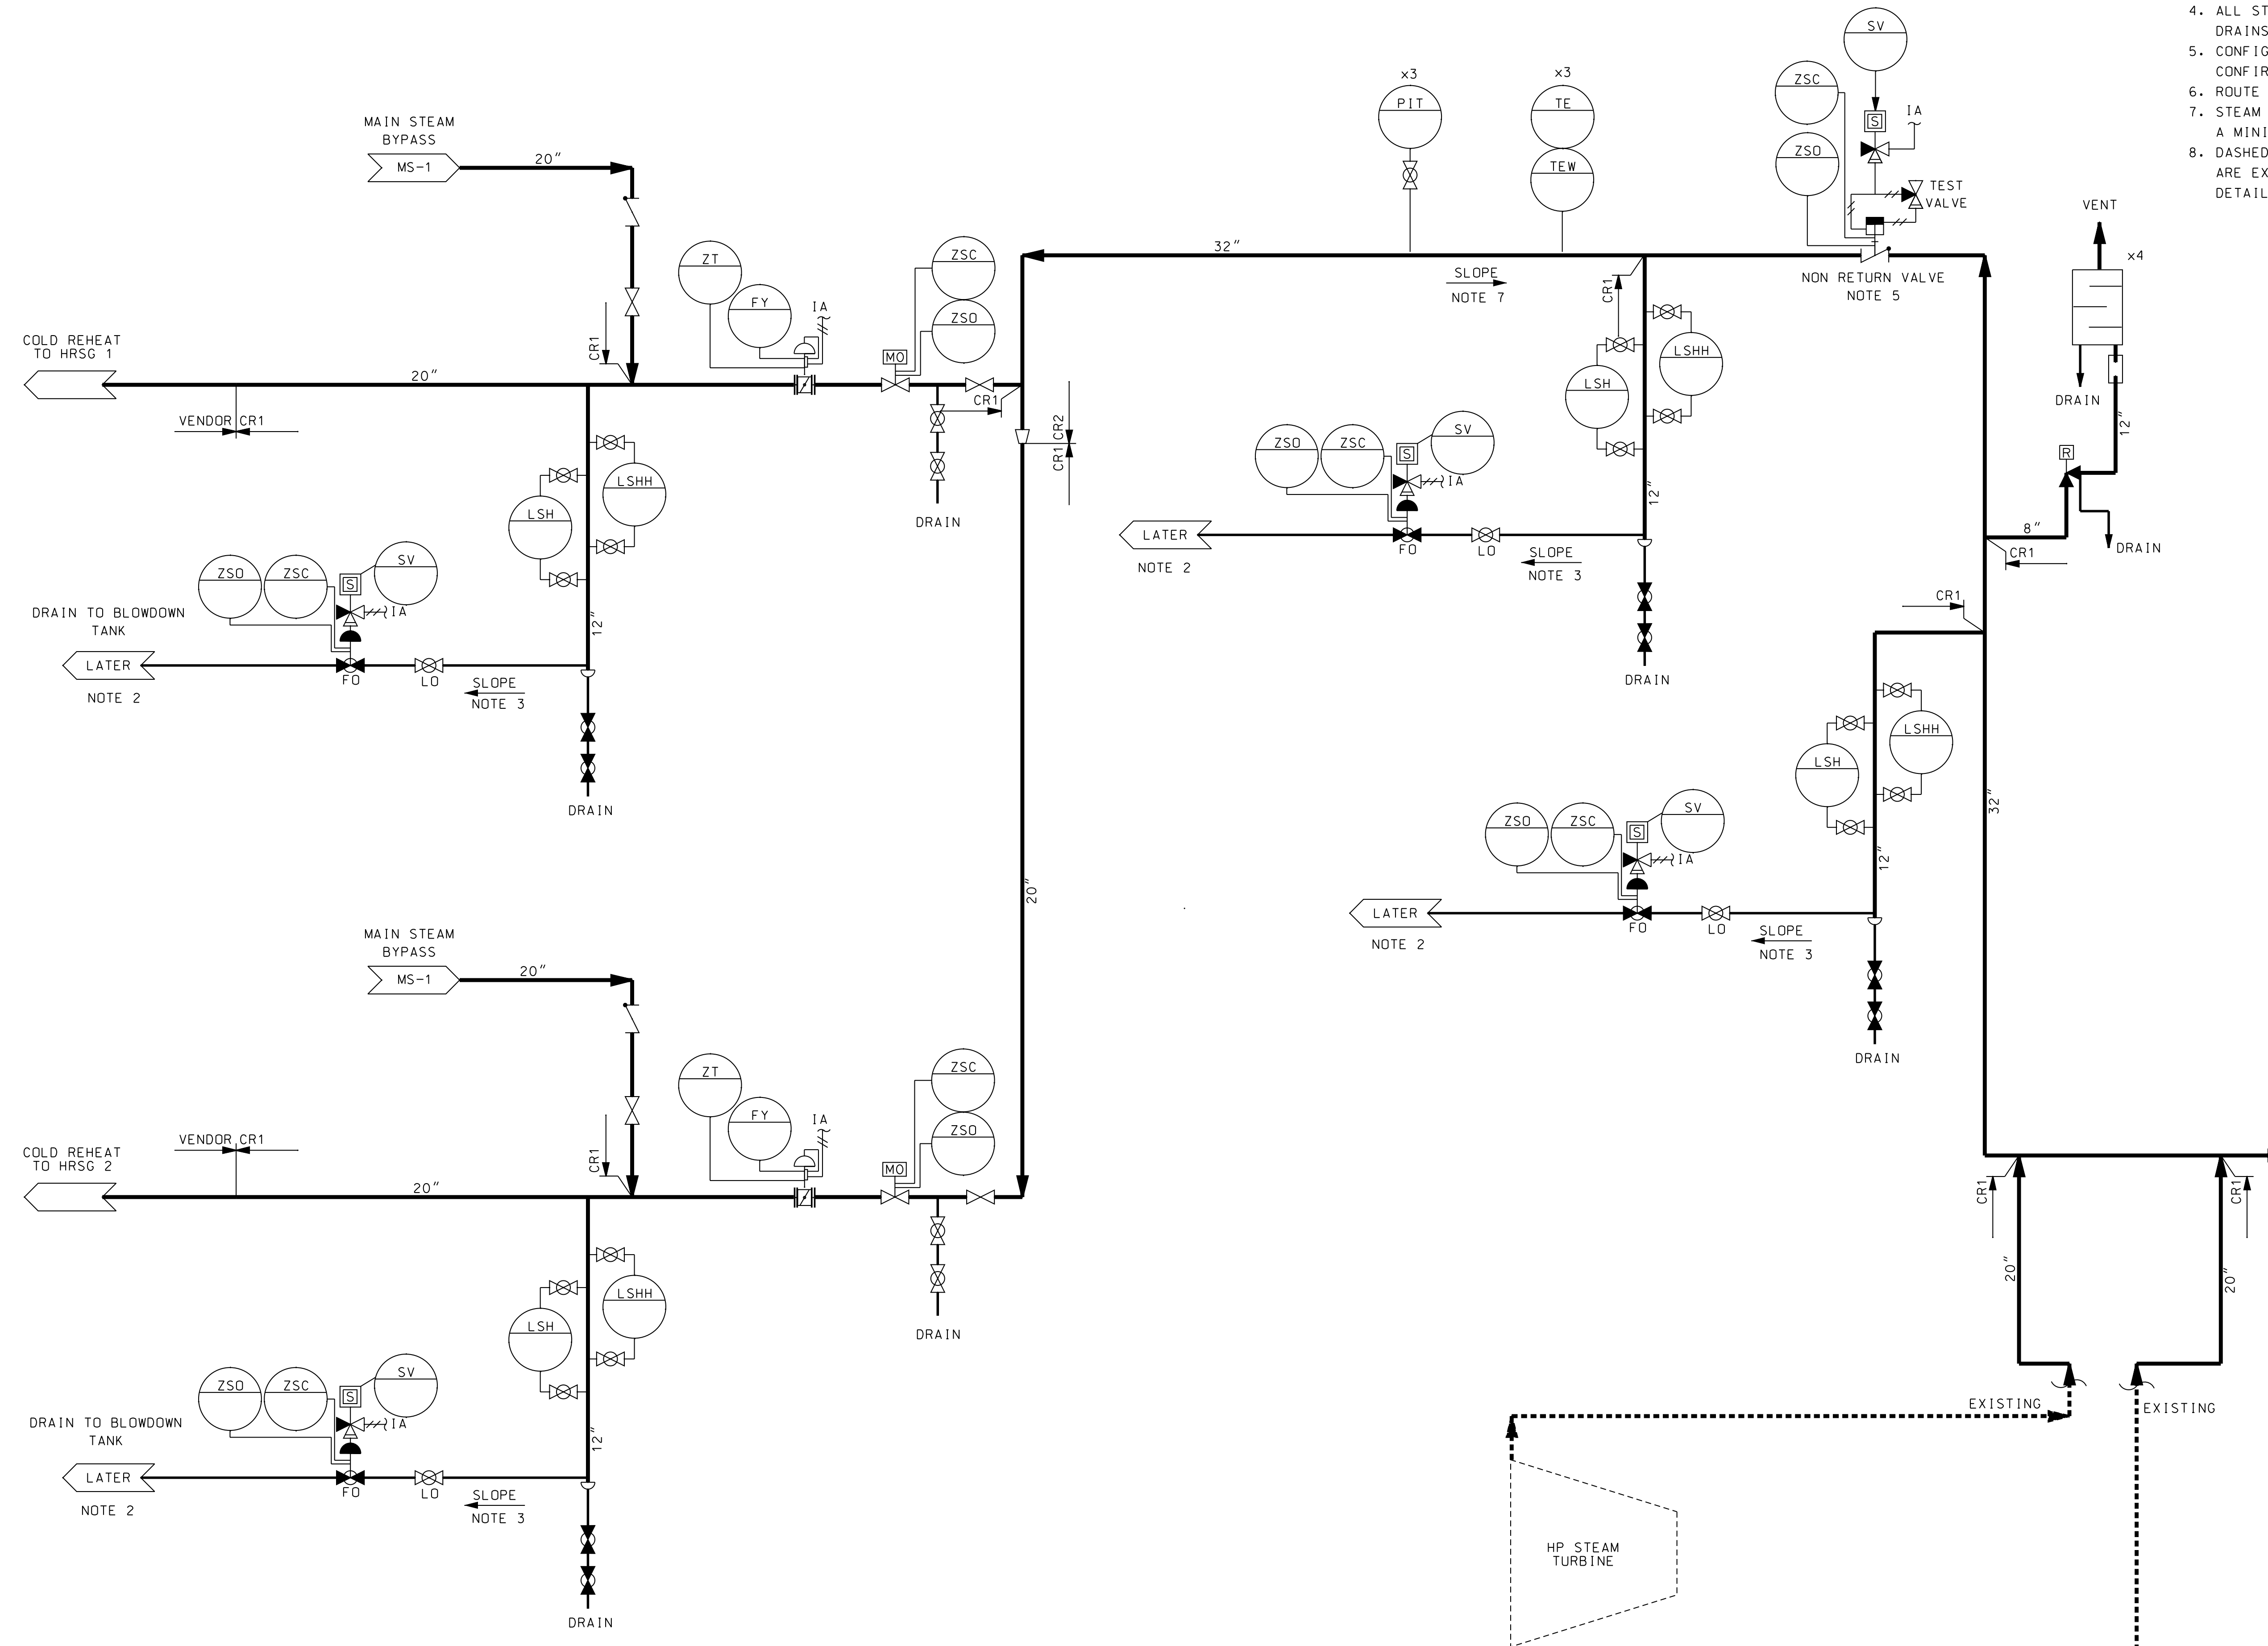 4. ALL ST
DRAINS
5. CONFIG
CONFIR
6. ROUTE
7. STEAM
A MINI
8. DASHED
ARE EX
DETAIL
MAIN STEAM
BYPASS
MS-1
20"
ZT
FY
IA
ZSC
ZSO
MO
CR1
COLD REHEAT
TO HRSG 1
20"
VENDOR CR1
CR1
CR1 CR2
DRAIN
LSH
LSHH
12"
ZSO
ZSC
S
SV
IA
DRAIN TO BLOWDOWN
TANK
LATER
FO
LO
SLOPE
NOTE 3
NOTE 2
DRAIN
20"
x3
PIT
x3
TE
TEW
SV
ZSC
ZSO
S
IA
TEST
VALVE
32"
SLOPE
NOTE 7
CR1
NON RETURN VALVE
NOTE 5
VENT
x4
DRAIN
12"
R
8"
DRAIN
CR1
LSH
LSHH
12"
ZSO
ZSC
S
SV
IA
LATER
FO
LO
SLOPE
NOTE 3
NOTE 2
DRAIN
CR1
LSH
LSHH
12"
32"
ZSO
ZSC
S
SV
IA
LATER
FO
LO
SLOPE
NOTE 3
NOTE 2
DRAIN
MAIN STEAM
BYPASS
MS-1
20"
ZT
FY
IA
ZSC
ZSO
MO
CR1
COLD REHEAT
TO HRSG 2
VENDOR CR1
20"
DRAIN
LSH
LSHH
12"
ZSO
ZSC
S
SV
IA
DRAIN TO BLOWDOWN
TANK
LATER
FO
LO
SLOPE
NOTE 3
NOTE 2
DRAIN
CR1
CR1
20"
20"
EXISTING
EXISTING
HP STEAM
TURBINE